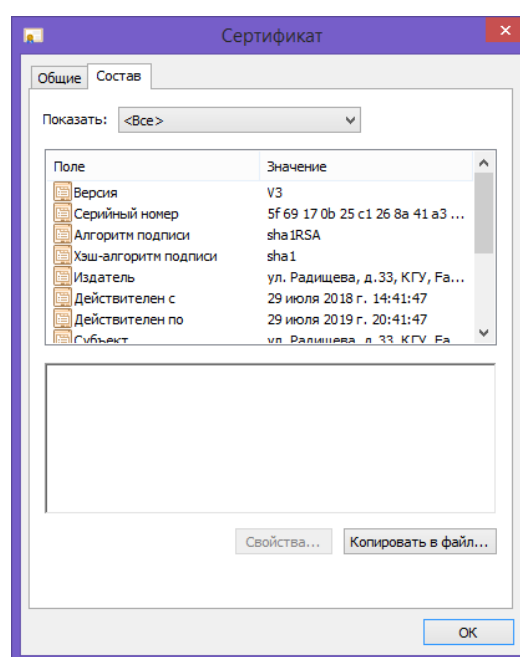 Сертификат
Общие Состав
Показать: <Все>
Поле Значение
Версия V3
Серийный номер 5f 69 17 0b 25 c1 26 8a 41 a3 ...
Алгоритм подписи sha1RSA
Хэш-алгоритм подписи sha1
Издатель ул. Радищева, д.33, КГУ, Fa...
Действителен с 29 июля 2018 г. 14:41:47
Действителен по 29 июля 2019 г. 20:41:47
Субъект ул. Радищева, д.33, КГУ, Fa...
Свойства... Копировать в файл...
ОК